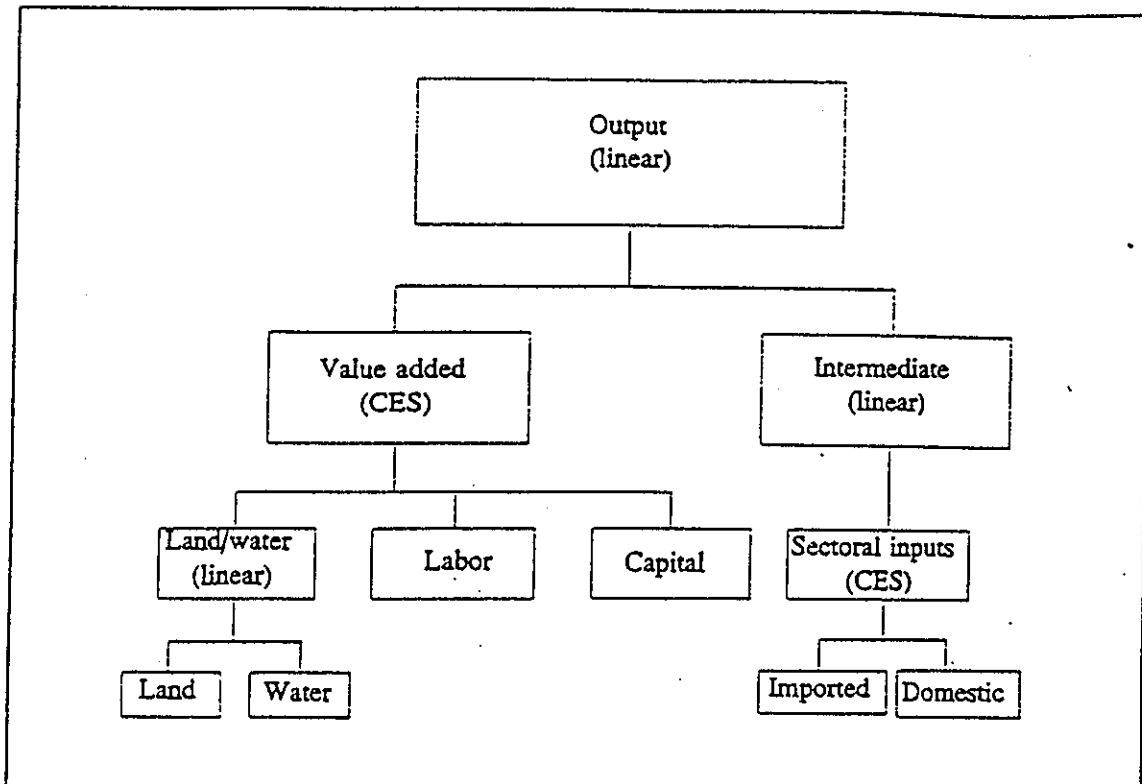 Output
(linear)
Value added
(CES)
Intermediate
(linear)
Land/water
(linear)
Labor
Capital
Sectoral inputs
(CES)
Land
Water
Imported
Domestic